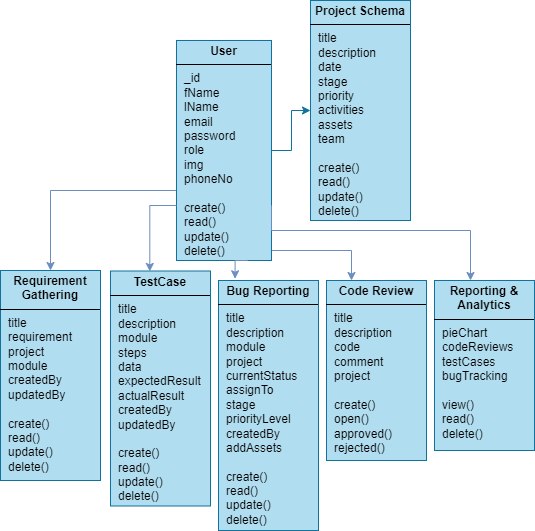 Project Schema
title
description
date
stage
priority
activities
assets
team
create()
read()
update()
delete()
User
_id
fName
lName
email
password
role
img
phoneNo
create()
read()
update()
delete()
Requirement
Gathering
title
requirement
project
module
createdBy
updatedBy
create()
read()
update()
delete()
TestCase
title
description
module
steps
data
expectedResult
actualResult
createdBy
updatedBy
create()
read()
update()
delete()
Bug Reporting
title
description
module
project
currentStatus
assignTo
stage
priorityLevel
createdBy
addAssets
create()
read()
update()
delete()
Code Review
title
description
code
comment
project
create()
open()
approved()
rejected()
Reporting &
Analytics
pieChart
codeReviews
testCases
bugTracking
view()
read()
delete()